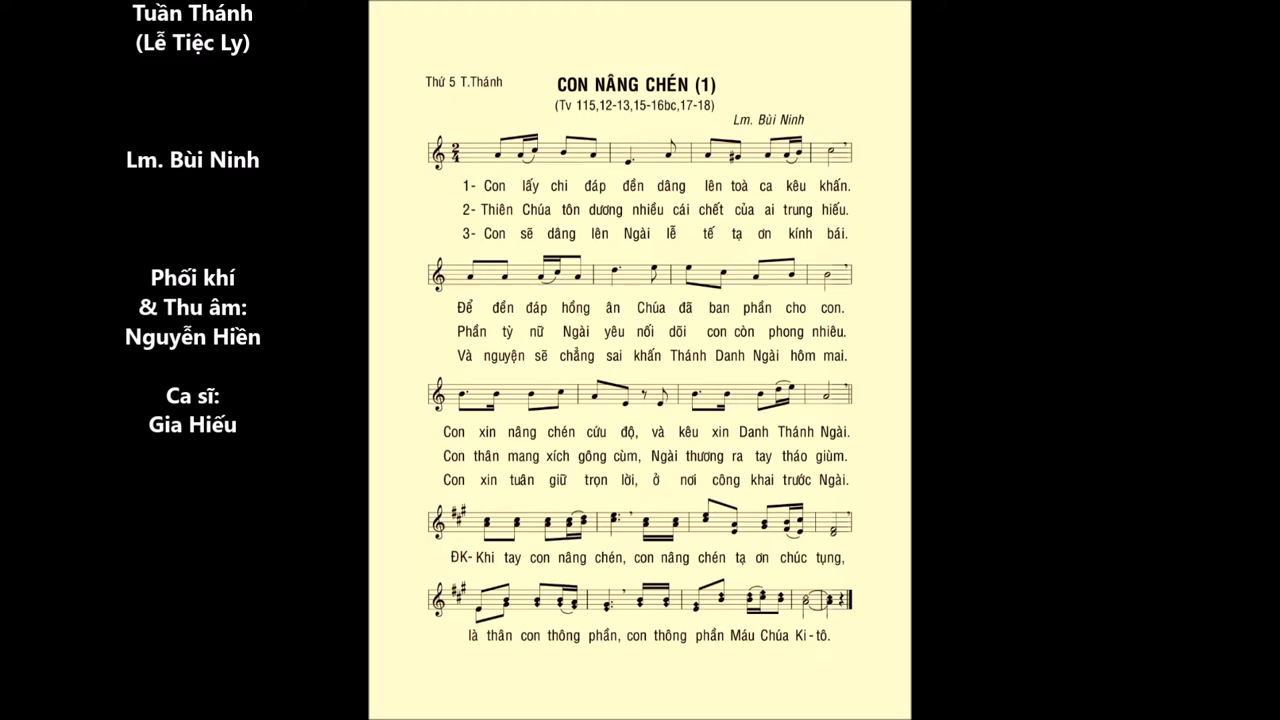 Tuần Thánh
(Lễ Tiệc Ly)
Lm. Bùi Ninh
Phối khí
& Thu âm:
Nguyễn Hiền
Ca sĩ:
Gia Hiếu
Thứ 5 T.Thánh
CON NÂNG CHÉN (1)
(Tv 115,12-13,15-16bc,17-18)
Lm. Bùi Ninh
1- Con lấy chi đáp đền dâng lên toà ca kêu khấn.
2- Thiên Chúa tôn dương nhiều cái chết của ai trung hiếu.
3- Con sẽ dâng lên Ngài lễ tế tạ ơn kính bái.
Để đền đáp hồng ân Chúa đã ban phần cho con.
Phần tỳ nữ Ngài yêu nối dõi con còn phong nhiêu.
Và nguyện sẽ chẳng sai khấn Thánh Danh Ngài hôm mai.
Con xin nâng chén cứu độ, và kêu xin Danh Thánh Ngài.
Con thân mang xích gông cùm, Ngài thương ra tay tháo giùm.
Con xin tuân giữ trọn lời, ở nơi công khai trước Ngài.
ĐK- Khi tay con nâng chén, con nâng chén tạ ơn chúc tụng,
là thân con thông phần, con thông phần Máu Chúa Ki-tô.